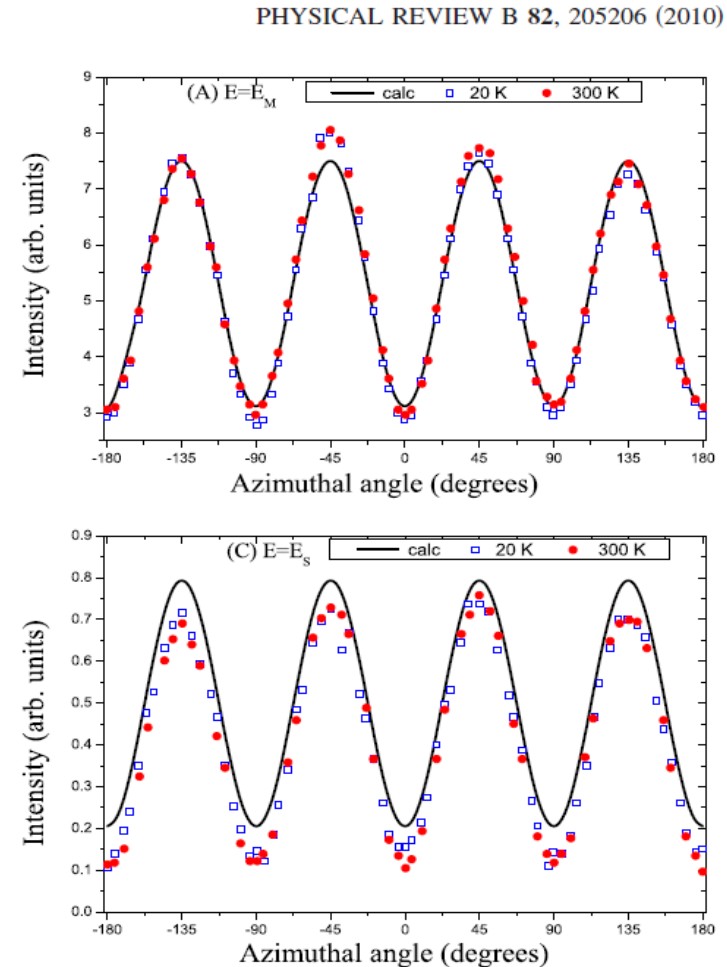 PHYSICAL REVIEW B 82, 205206 (2010)
(A) E=E_M calc 20 K 300 K
9
8
7
6
5
4
3
Intensity (arb. units)
-180 -135 -90 -45 0 45 90 135 180
Azimuthal angle (degrees)
(C) E=E_S calc 20 K 300 K
0.9
0.8
0.7
0.6
0.5
0.4
0.3
0.2
0.1
0.0
Intensity (arb. units)
-180 -135 -90 -45 0 45 90 135 180
Azimuthal angle (degrees)